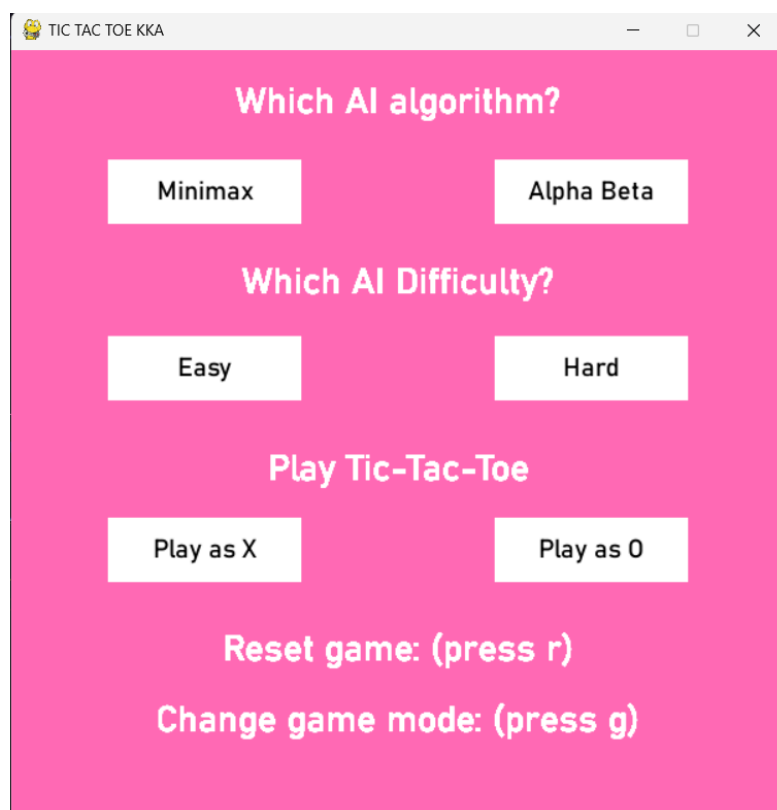 TIC TAC TOE KKA
Which AI algorithm?
Minimax
Alpha Beta
Which AI Difficulty?
Easy
Hard
Play Tic-Tac-Toe
Play as X
Play as O
Reset game: (press r)
Change game mode: (press g)